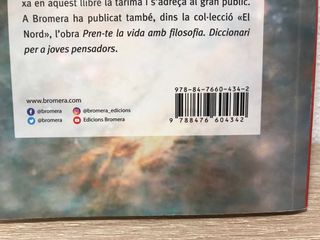 xa en aquest llibre la tarima i s'adreça al gran públic.
A Bromera ha publicat també, dins la col·lecció «El
Nord», l'obra Pren-te la vida amb filosofia. Diccionari
per a joves pensadors.
www.bromera.com
@bromera
@bromera_edicions
@bromera
Edicions Bromera
978-84-7660-434-2
9 788476 604342